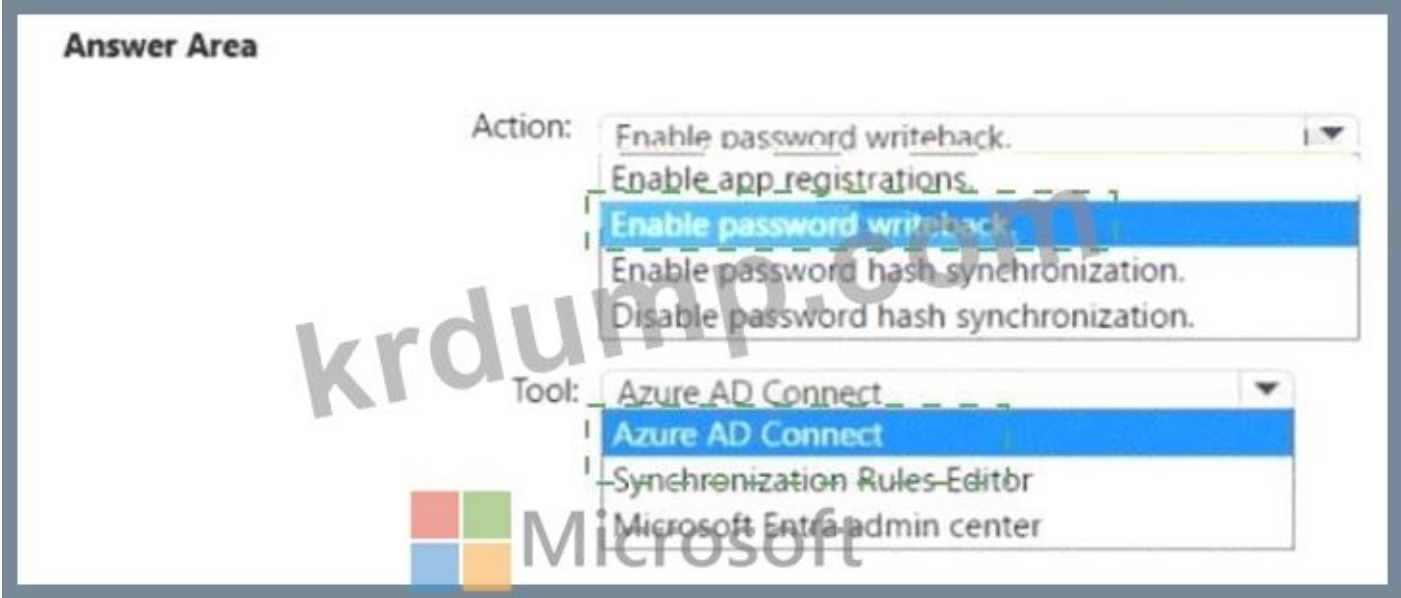 Answer Area
Action:
Enable password writeback.
Enable app registrations.
Enable password writeback.
Enable password hash synchronization.
Disable password hash synchronization.
krdump.com
Tool:
Azure AD Connect
Azure AD Connect
Synchronization Rules Editor
Microsoft Entra admin center
Microsoft